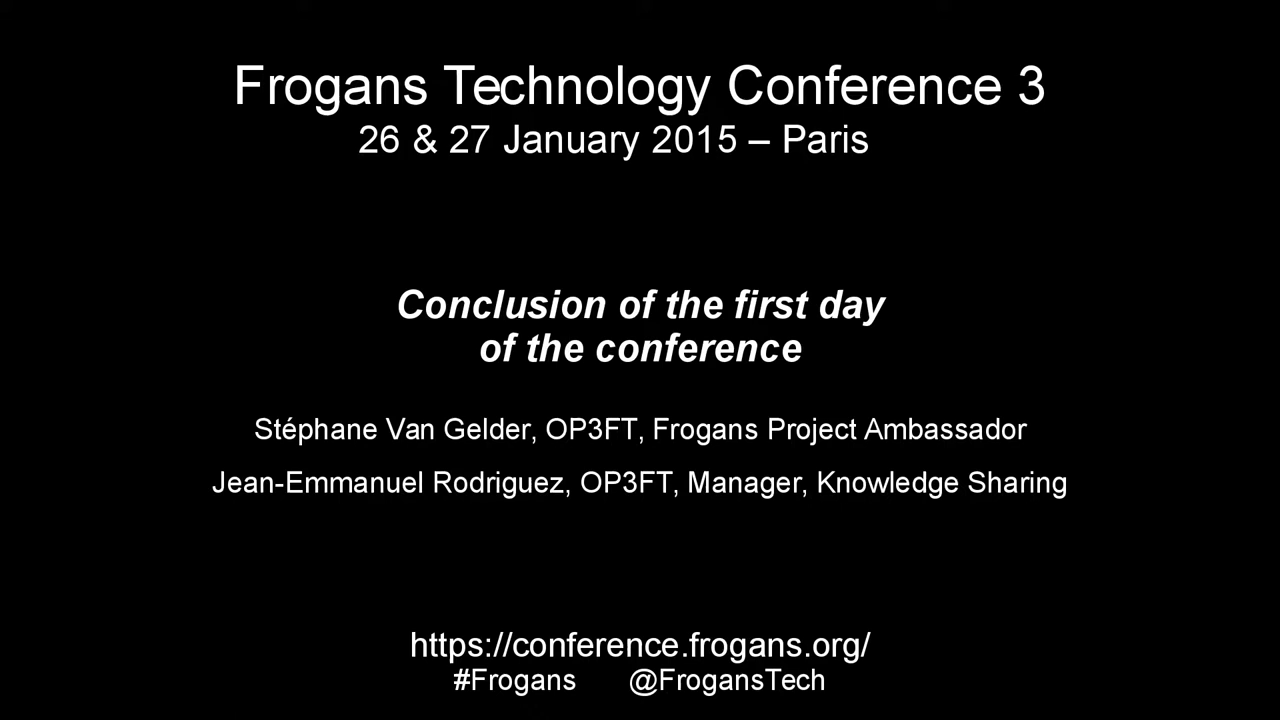 Frogans Technology Conference 3
26 & 27 January 2015 – Paris
Conclusion of the first day
of the conference
Stéphane Van Gelder, OP3FT, Frogans Project Ambassador
Jean-Emmanuel Rodriguez, OP3FT, Manager, Knowledge Sharing
https://conference.frogans.org/
#Frogans @FrogansTech